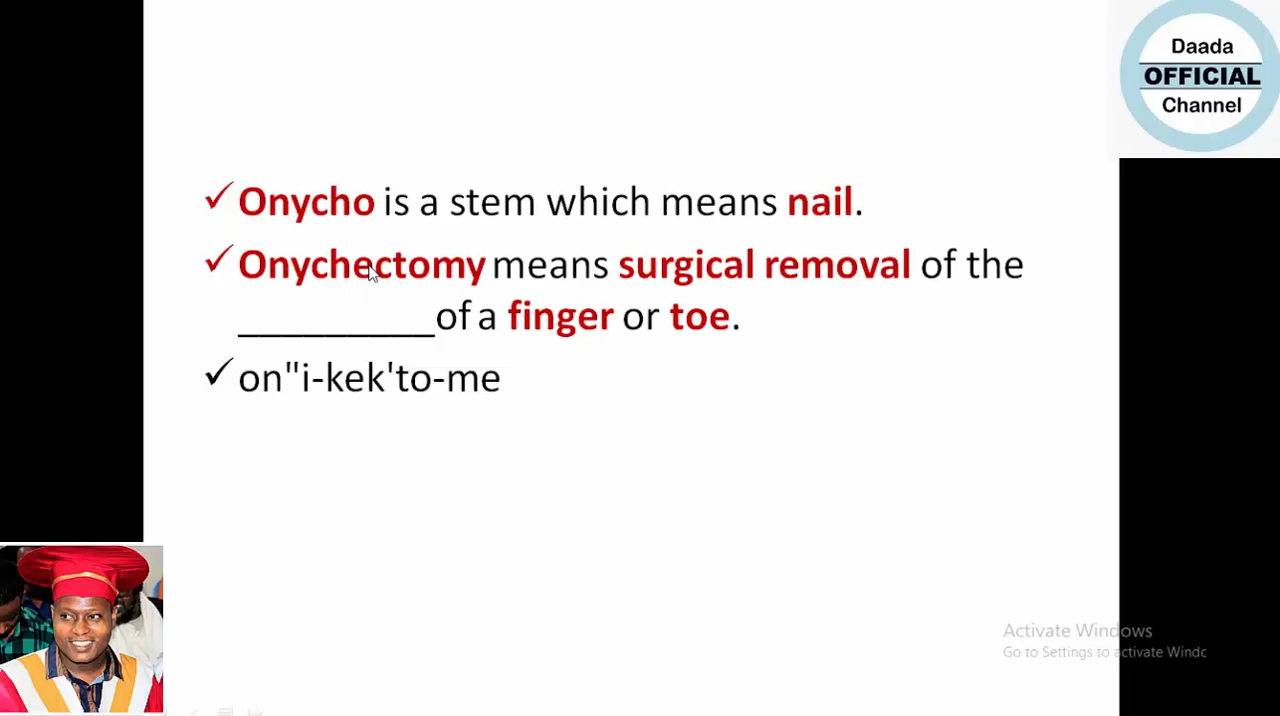 Daada
OFFICIAL
Channel
✓ Onycho is a stem which means nail.
✓ Onychectomy means surgical removal of the
_________of a finger or toe.
✓ on"i-kek'to-me
Activate Windows
Go to Settings to activate Windc